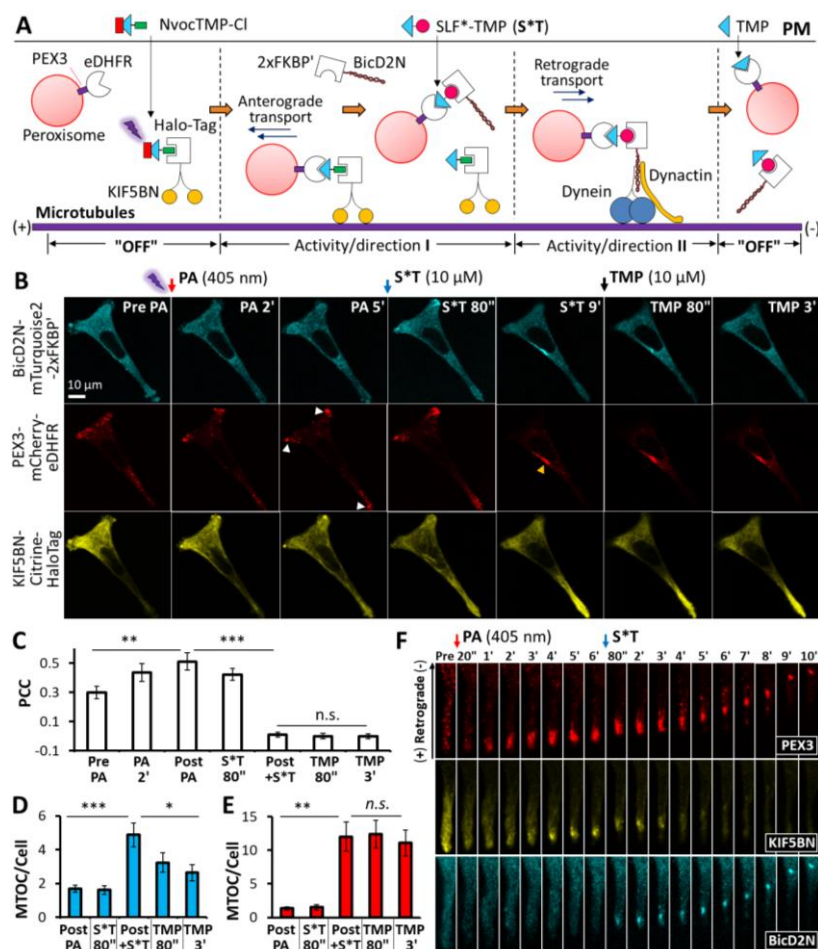 A
NvocTMP-Cl
SLF*-TMP (S*T)
TMP
PM
PEX3
eDHFR
2xFKBP'
BicD2N
Retrograde
transport
Peroxisome
Halo-Tag
Anterograde
transport
KIF5BN
Dynein
Dynactin
(+)
Microtubules
(-)
"OFF"
Activity/direction I
Activity/direction II
"OFF"
B
PA (405 nm)
S*T (10 µM)
TMP (10 µM)
BicD2N-
mTurquoise2
-2xFKBP'
Pre PA
PA 2'
PA 5'
S*T 80"
S*T 9'
TMP 80"
TMP 3'
10 µm
PEX3-
mCherry-
eDHFR
KIF5BN-
Citrine-
HaloTag
C
PCC
0.5
0.3
0.1
-0.1
**
***
n.s.
Pre
PA
PA
2'
Post
PA
S*T
80"
Post
+S*T
TMP
80"
TMP
3'
D
MTOC/Cell
6
4
2
0
***
*
Post
PA
S*T
80"
Post
+S*T
TMP
80"
TMP
3'
E
MTOC/Cell
15
10
5
0
**
n.s.
Post
PA
S*T
80"
Post
+S*T
TMP
80"
TMP
3'
F
PA (405 nm)
S*T
Pre 20" 1' 2' 3' 4' 5' 6' 80" 2' 3' 4' 5' 6' 7' 8' 9' 10'
(+) Retrograde (-)
PEX3
KIF5BN
BicD2N